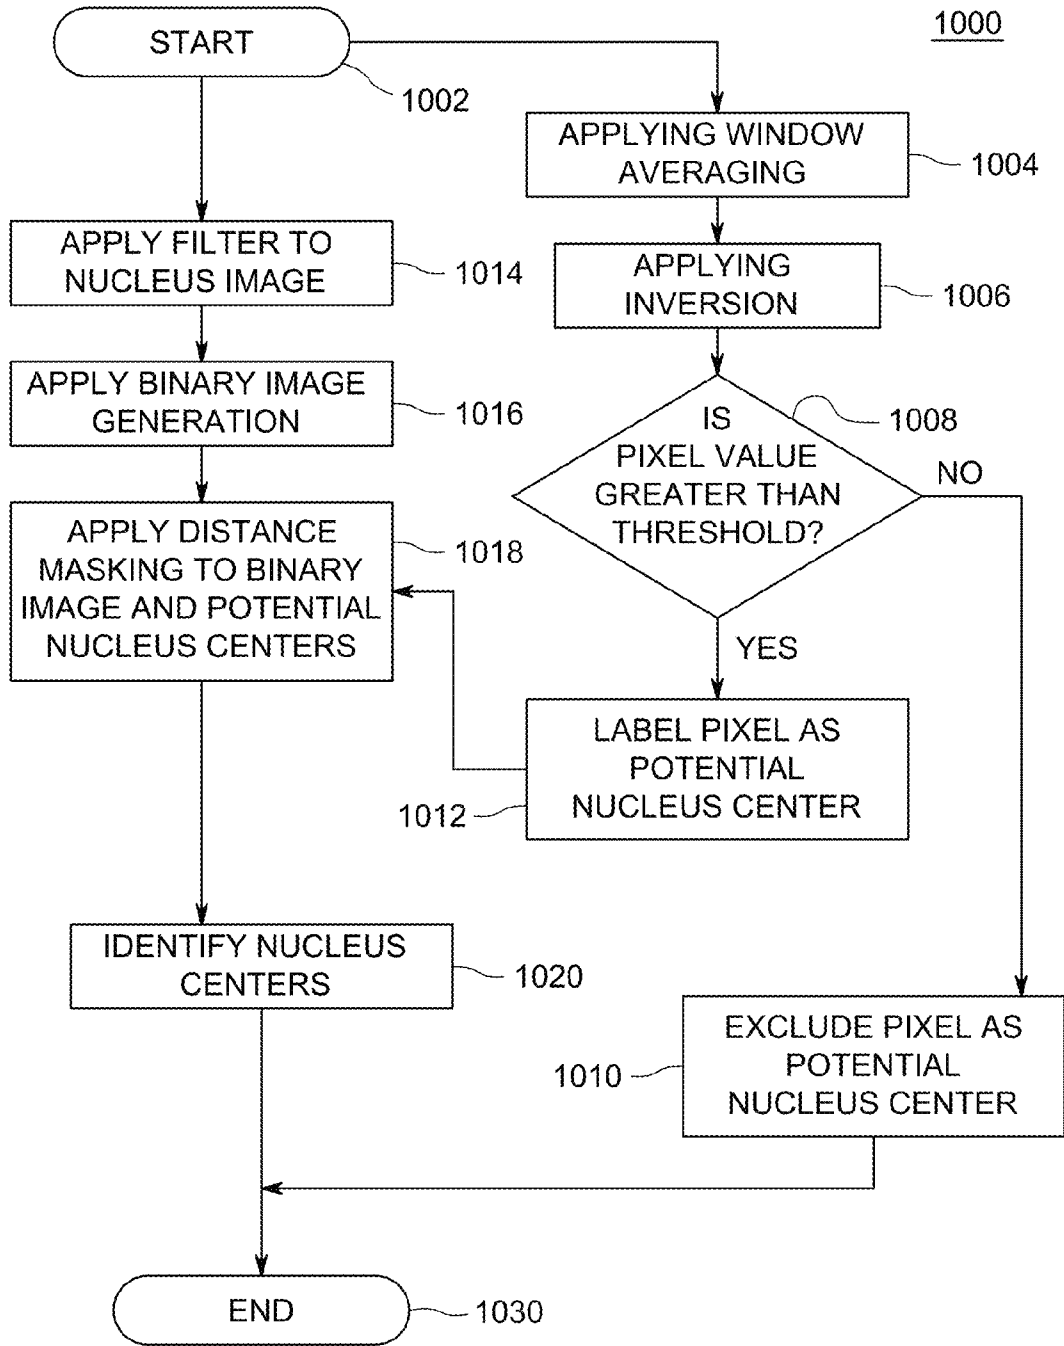 1000
START
1002
APPLYING WINDOW
AVERAGING
1004
APPLY FILTER TO
NUCLEUS IMAGE
1014
APPLYING
INVERSION
1006
APPLY BINARY IMAGE
GENERATION
1016
IS
PIXEL VALUE
GREATER THAN
THRESHOLD?
1008
NO
YES
APPLY DISTANCE
MASKING TO BINARY
IMAGE AND POTENTIAL
NUCLEUS CENTERS
1018
LABEL PIXEL AS
POTENTIAL
NUCLEUS CENTER
1012
IDENTIFY NUCLEUS
CENTERS
1020
EXCLUDE PIXEL AS
POTENTIAL
NUCLEUS CENTER
1010
END
1030